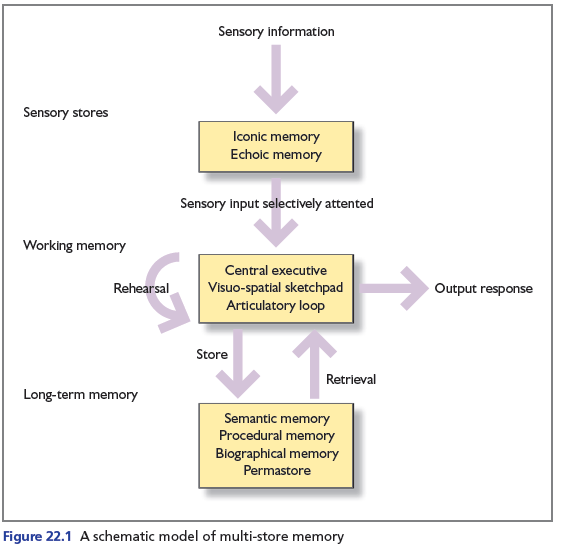 Sensory information
Sensory stores
Iconic memory
Echoic memory
Sensory input selectively attented
Working memory
Central executive
Visuo-spatial sketchpad
Articulatory loop
Rehearsal
Output response
Store
Retrieval
Long-term memory
Semantic memory
Procedural memory
Biographical memory
Permastore
Figure 22.1 A schematic model of multi-store memory